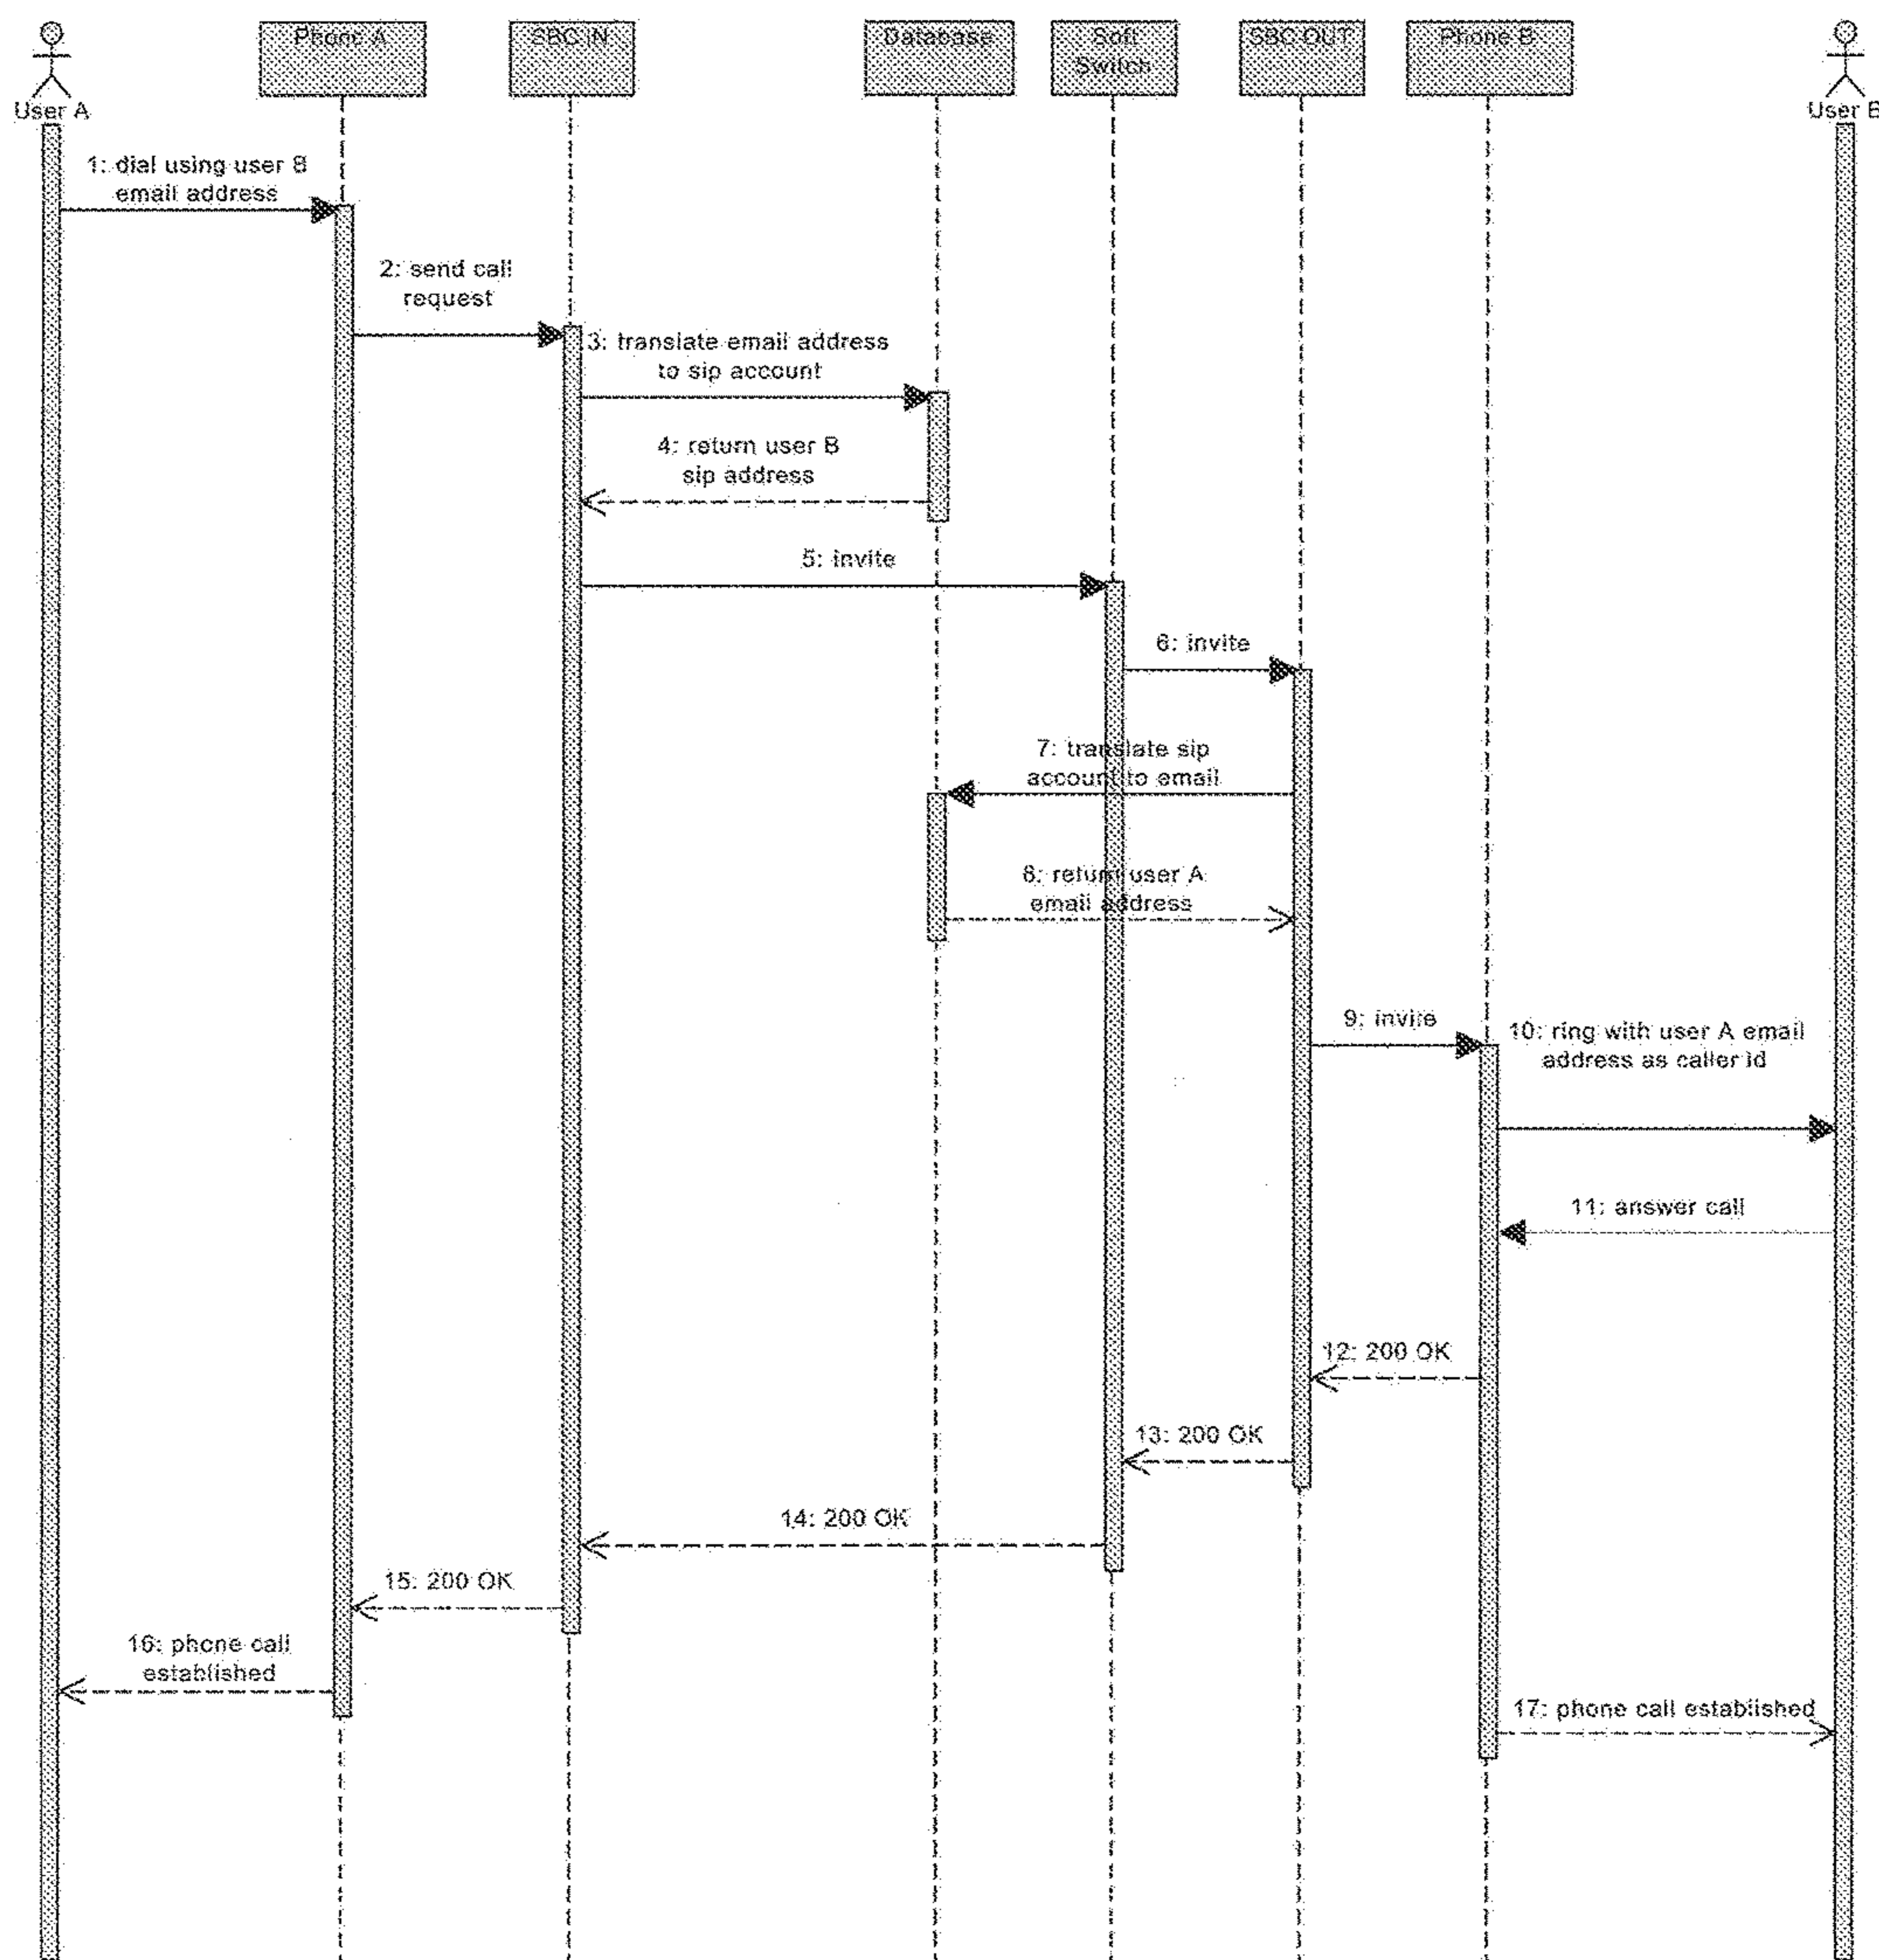 Phone A
SBC IN
Database
Soft
Switch
SBC OUT
Phone B
User A
User B
1: dial using user B
email address
2: send call
request
3: translate email address
to sip account
4: return user B
sip address
5: invite
6: invite
7: translate sip
account to email
8: return user A
email address
9: invite
10: ring with user A email
address as caller id
11: answer call
12: 200 OK
13: 200 OK
14: 200 OK
15: 200 OK
16: phone call
established
17: phone call established